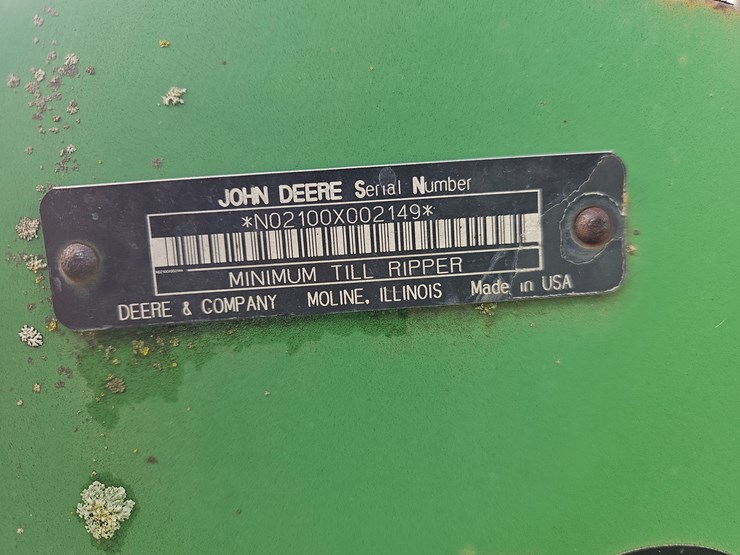 JOHN DEERE Serial Number
*N02100X002149*
MINIMUM TILL RIPPER
DEERE & COMPANY MOLINE, ILLINOIS Made in USA